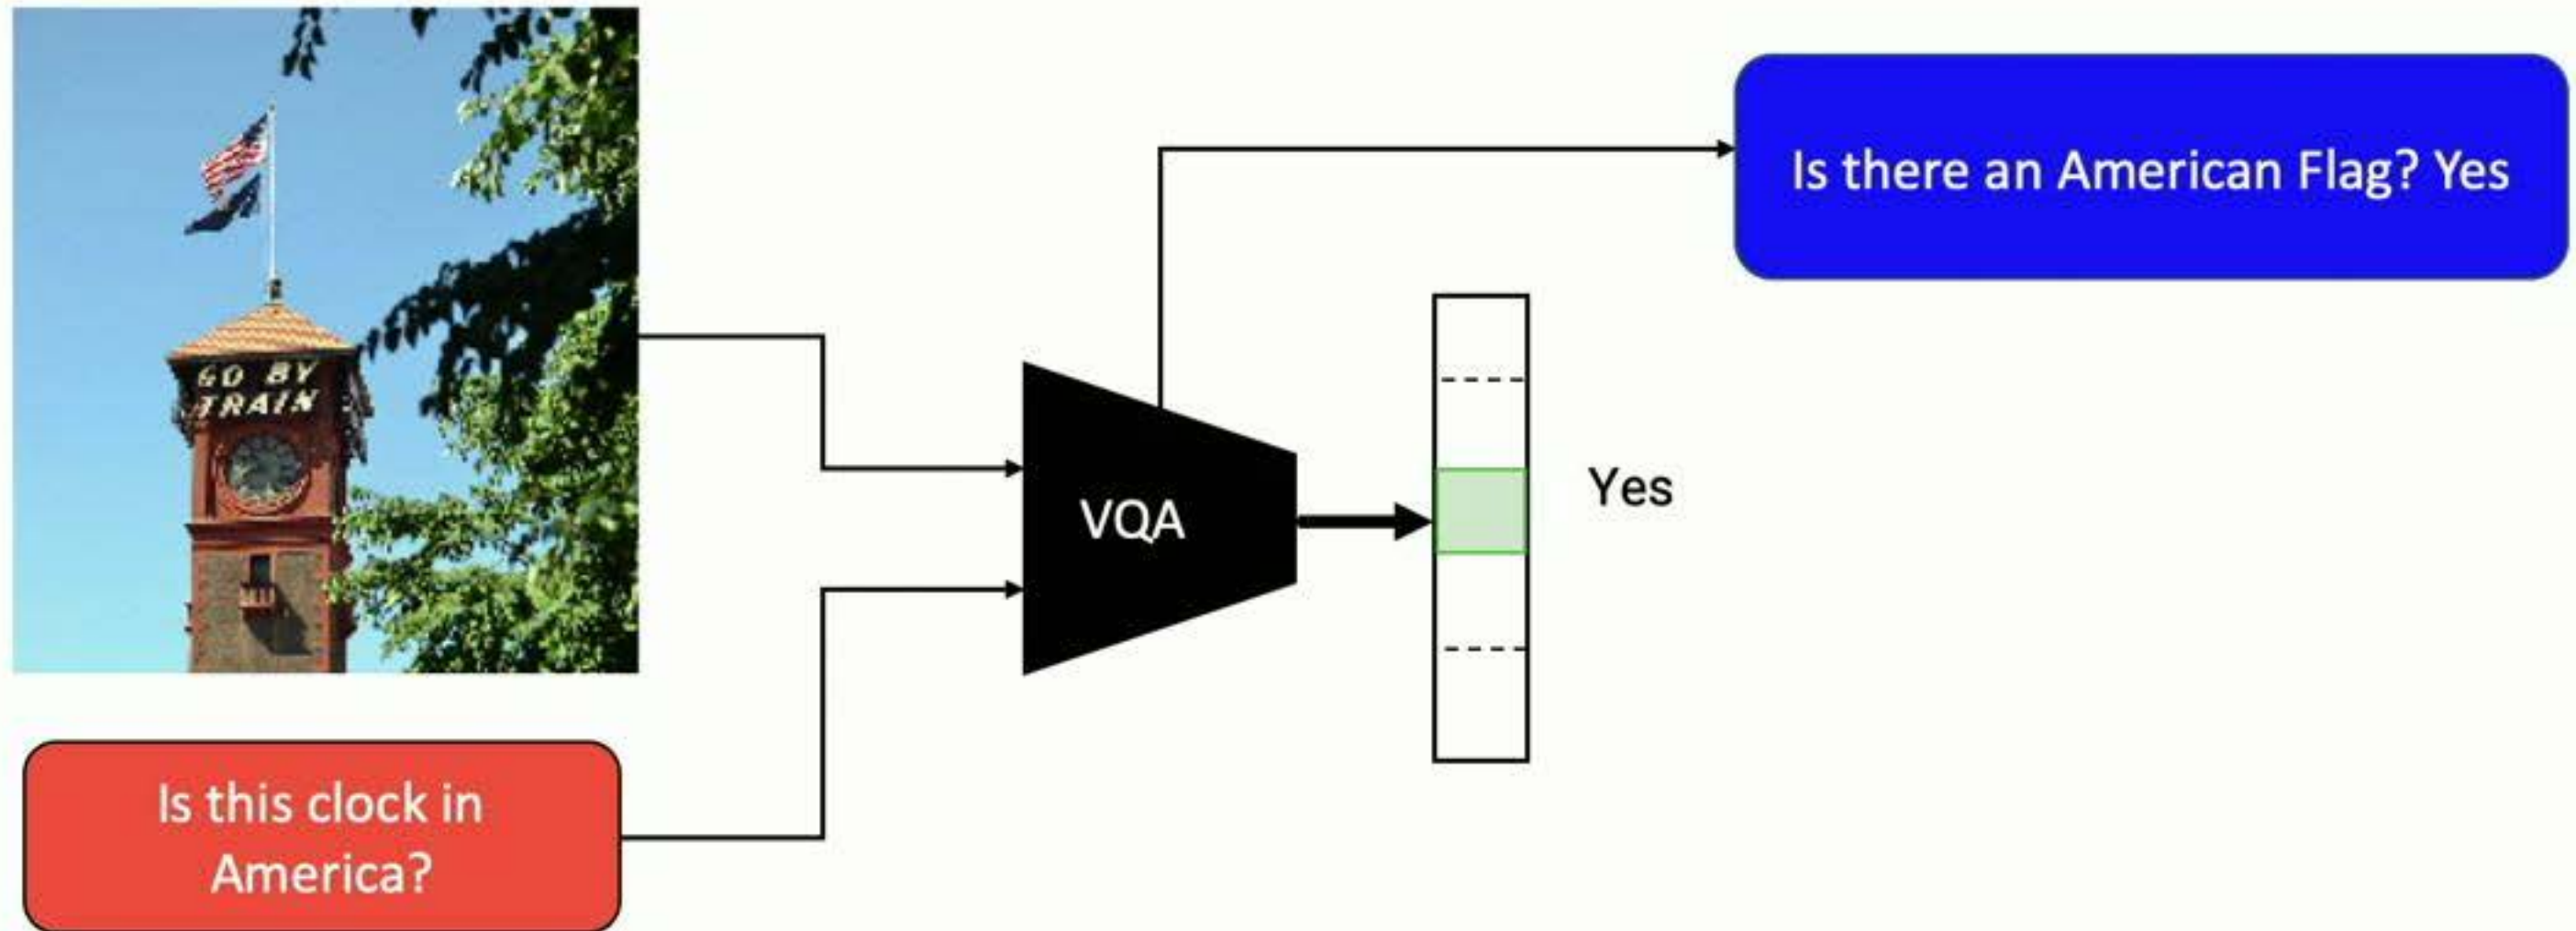 GO BY
TRAIN
Is this clock in
America?
VQA
Yes
Is there an American Flag? Yes